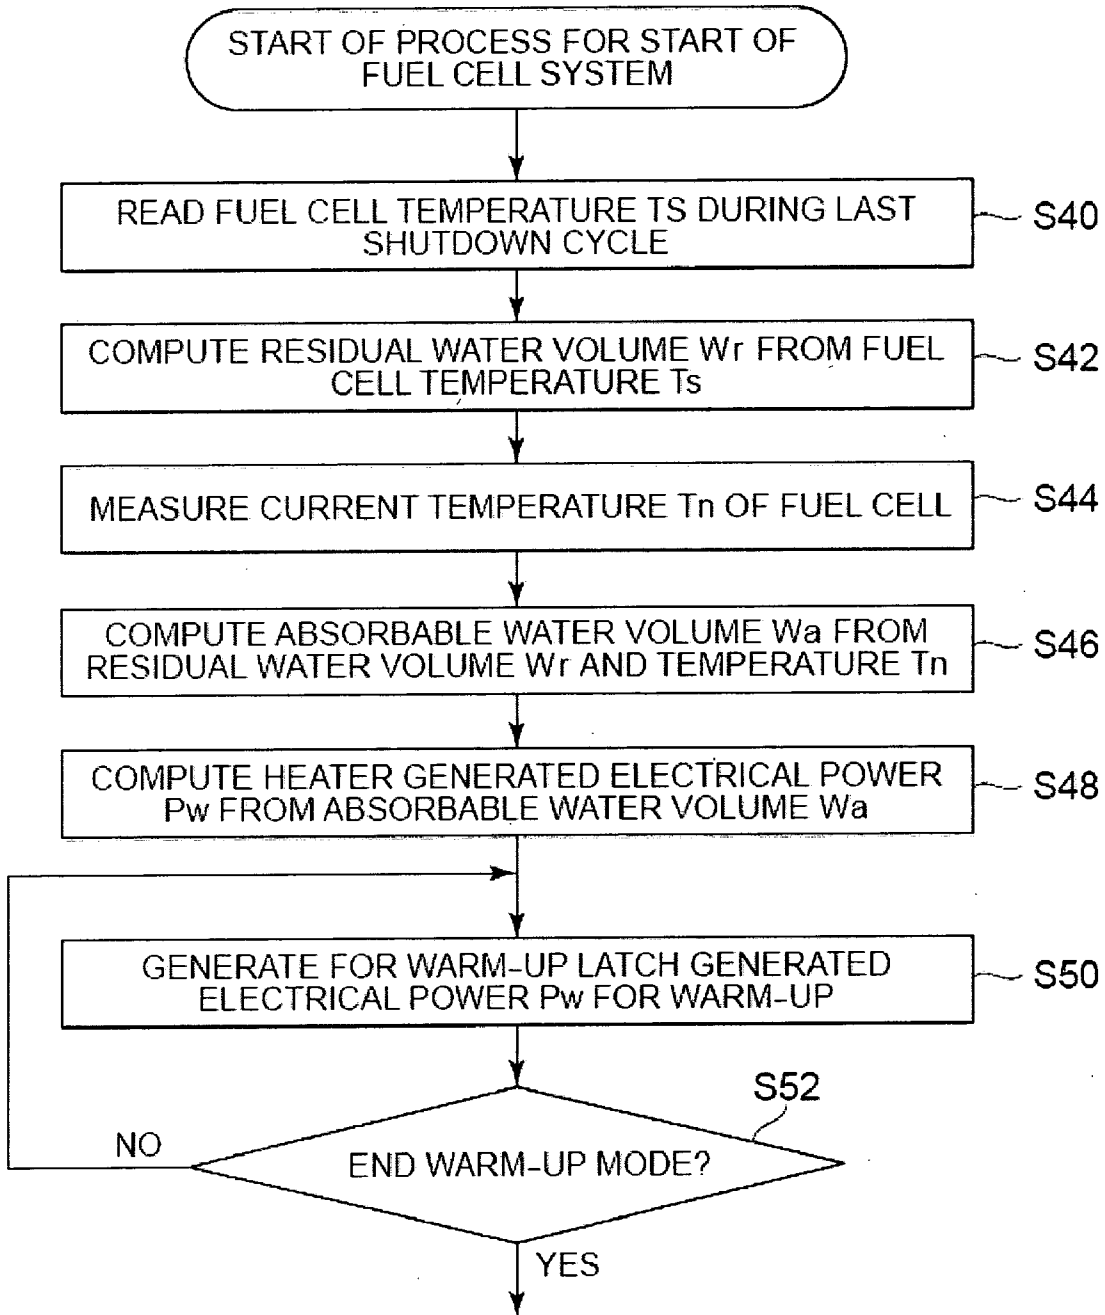 START OF PROCESS FOR START OF
FUEL CELL SYSTEM
READ FUEL CELL TEMPERATURE TS DURING LAST
SHUTDOWN CYCLE
S40
COMPUTE RESIDUAL WATER VOLUME Wr FROM FUEL
CELL TEMPERATURE Ts
S42
MEASURE CURRENT TEMPERATURE Tn OF FUEL CELL
S44
COMPUTE ABSORBABLE WATER VOLUME Wa FROM
RESIDUAL WATER VOLUME Wr AND TEMPERATURE Tn
S46
COMPUTE HEATER GENERATED ELECTRICAL POWER
Pw FROM ABSORBABLE WATER VOLUME Wa
S48
GENERATE FOR WARM-UP LATCH GENERATED
ELECTRICAL POWER Pw FOR WARM-UP
S50
S52
NO
END WARM-UP MODE?
YES